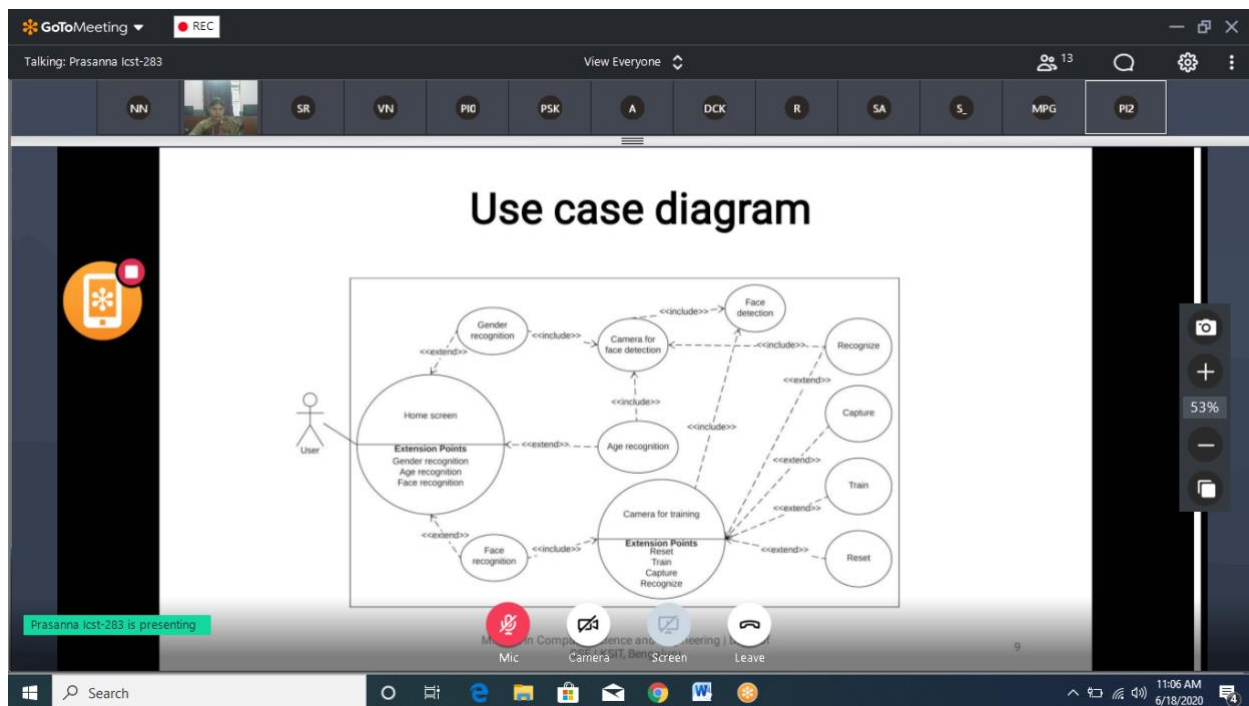 GoToMeeting
REC
Talking: Prasanna Icst-283
View Everyone
13
NN
SR
VN
PSK
A
DCK
R
SA
S_
MPG
PI2
Use case diagram
Face
detection
<<include>>
Gender
recognition
<<include>>
Camera for
face detection
<<include>>
Recognize
<<extend>>
<<extend>>
Home screen
<<include>>
Capture
User
Extension Points
Gender recognition
Age recognition
Face recognition
<<extend>>
Age recognition
<<include>>
<<extend>>
Train
Camera for training
<<extend>>
<<extend>>
Face
recognition
<<include>>
Extension Points
Reset
Train
Capture
Recognize
<<extend>>
Reset
53%
Prasanna Icst-283 is presenting
9
Mic
Camera
Screen
Leave
Search
11:06 AM
6/18/2020
4